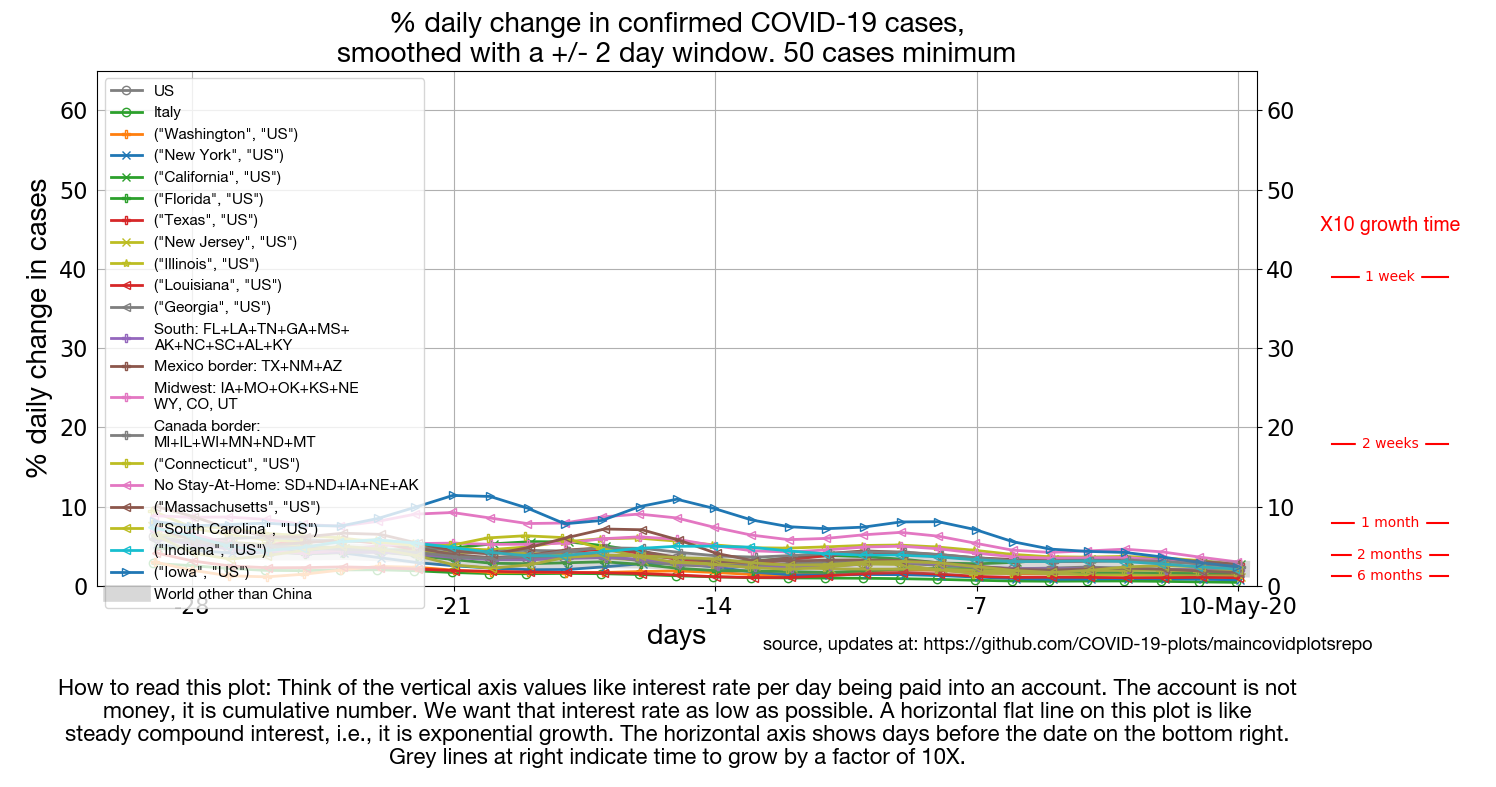 % daily change in confirmed COVID-19 cases,
smoothed with a +/- 2 day window. 50 cases minimum
% daily change in cases
60
50
40
30
20
10
0
US
Italy
("Washington", "US")
("New York", "US")
("California", "US")
("Florida", "US")
("Texas", "US")
("New Jersey", "US")
("Illinois", "US")
("Louisiana", "US")
("Georgia", "US")
South: FL+LA+TN+GA+MS+
AK+NC+SC+AL+KY
Mexico border: TX+NM+AZ
Midwest: IA+MO+OK+KS+NE
WY, CO, UT
Canada border:
MI+IL+WI+MN+ND+MT
("Connecticut", "US")
No Stay-At-Home: SD+ND+IA+NE+AK
("Massachusetts", "US")
("South Carolina", "US")
("Indiana", "US")
("Iowa", "US")
World other than China
60
50
40
30
20
10
0
X10 growth time
1 week
2 weeks
1 month
2 months
6 months
-28
-21
-14
-7
10-May-20
days
source, updates at: https://github.com/COVID-19-plots/maincovidplotsrepo
How to read this plot: Think of the vertical axis values like interest rate per day being paid into an account. The account is not
money, it is cumulative number. We want that interest rate as low as possible. A horizontal flat line on this plot is like
steady compound interest, i.e., it is exponential growth. The horizontal axis shows days before the date on the bottom right.
Grey lines at right indicate time to grow by a factor of 10X.